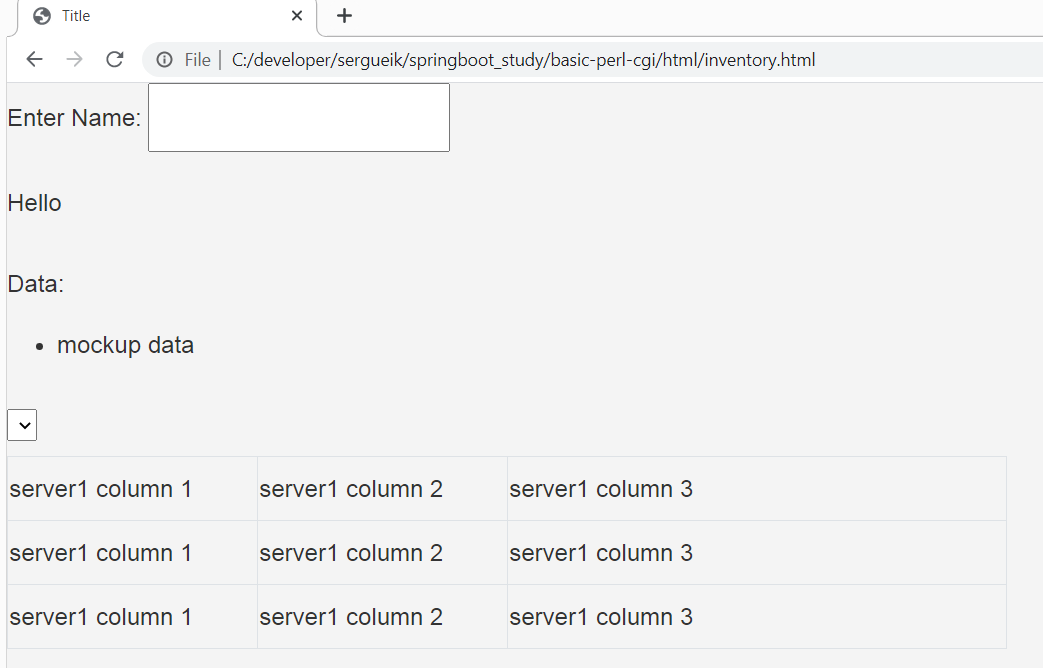 Title
File C:/developer/sergueik/springboot_study/basic-perl-cgi/html/inventory.html
Enter Name:
Hello
Data:
• mockup data
server1 column 1 server1 column 2 server1 column 3
server1 column 1 server1 column 2 server1 column 3
server1 column 1 server1 column 2 server1 column 3